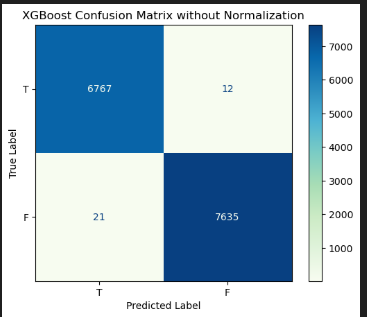 XGBoost Confusion Matrix without Normalization
True Label
T
6767
12
F
21
7635
T
F
Predicted Label
7000
6000
5000
4000
3000
2000
1000